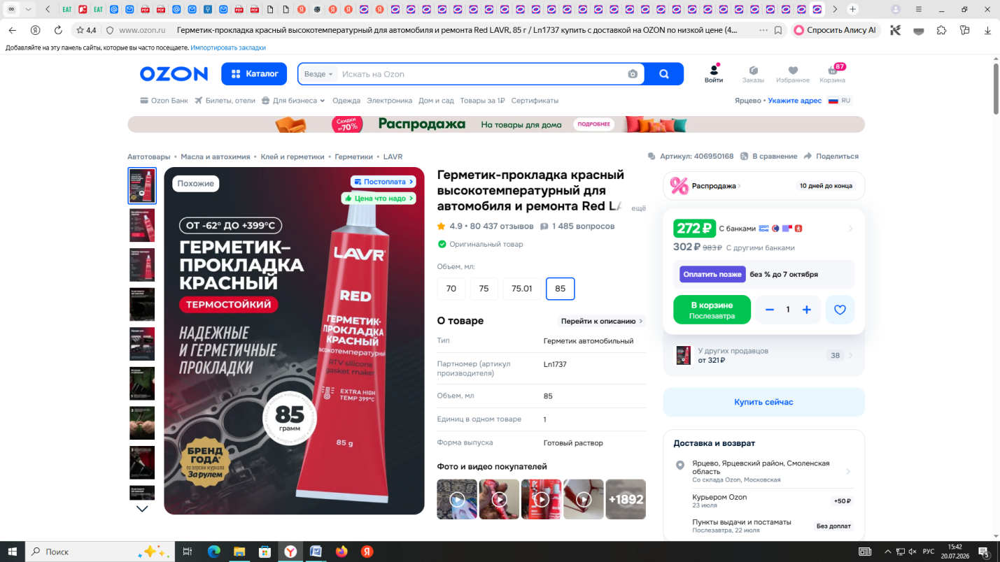 ЕАТ
ЕАТ
4,4
www.ozon.ru
Герметик-прокладка красный высокотемпературный для автомобиля и ремонта Red LAVR, 85 г / Ln1737 купить с доставкой на OZON по низкой цене (4...
Спросить Алису AI
Добавляйте на эту панель сайты, которые вы часто посещаете. Импортировать закладки
OZON
Каталог
Везде
Искать на Ozon
Войти
Заказы
Избранное
87
Корзина
Ozon Банк
Билеты, отели
Для бизнеса
Одежда
Электроника
Дом и сад
Товары за 1₽
Сертификаты
Ярцево • Укажите адрес
RU
Скидки до 70%
Распродажа
На товары для дома
ПОДРОБНЕЕ
Автотовары • Масла и автохимия • Клей и герметики • Герметики • LAVR
Артикул: 406950168
В сравнение
Поделиться
Похожие
Постоплата
Цена что надо
ОТ -62° ДО +399°С
ГЕРМЕТИК–
ПРОКЛАДКА
КРАСНЫЙ
ТЕРМОСТОЙКИЙ
НАДЕЖНЫЕ
И ГЕРМЕТИЧНЫЕ
ПРОКЛАДКИ
LAVR
RED
ГЕРМЕТИК-
ПРОКЛАДКА
КРАСНЫЙ
высокотемпературный
RTV silicone
gasket maker
EXTRA HIGH
TEMP 399°C
85
грамм
85 g
БРЕНД
ГОДА
по версии журнала
За рулем
Герметик-прокладка красный
высокотемпературный для
автомобиля и ремонта Red LA
ещё
4.9 • 80 437 отзывов
1 485 вопросов
Оригинальный товар
Объем, мл:
70
75
75.01
85
О товаре
Перейти к описанию
Тип
Герметик автомобильный
Партномер (артикул
производителя)
Ln1737
Объем, мл
85
Единиц в одном товаре
1
Форма выпуска
Готовый раствор
Фото и видео покупателей
+1892
Распродажа
10 дней до конца
272 ₽
С банками
302 ₽ 983 ₽ С другими банками
Оплатить позже
без % до 7 октября
В корзине
Послезавтра
1
У других продавцов
от 321 ₽
38
Купить сейчас
Доставка и возврат
Ярцево, Ярцевский район, Смоленская
область
Со склада Ozon, Московская
Курьером Ozon
23 июля
+50 ₽
Пункты выдачи и постаматы
Послезавтра, 22 июля
Без доплат
Поиск
РУС
15:42
20.07.2026
5